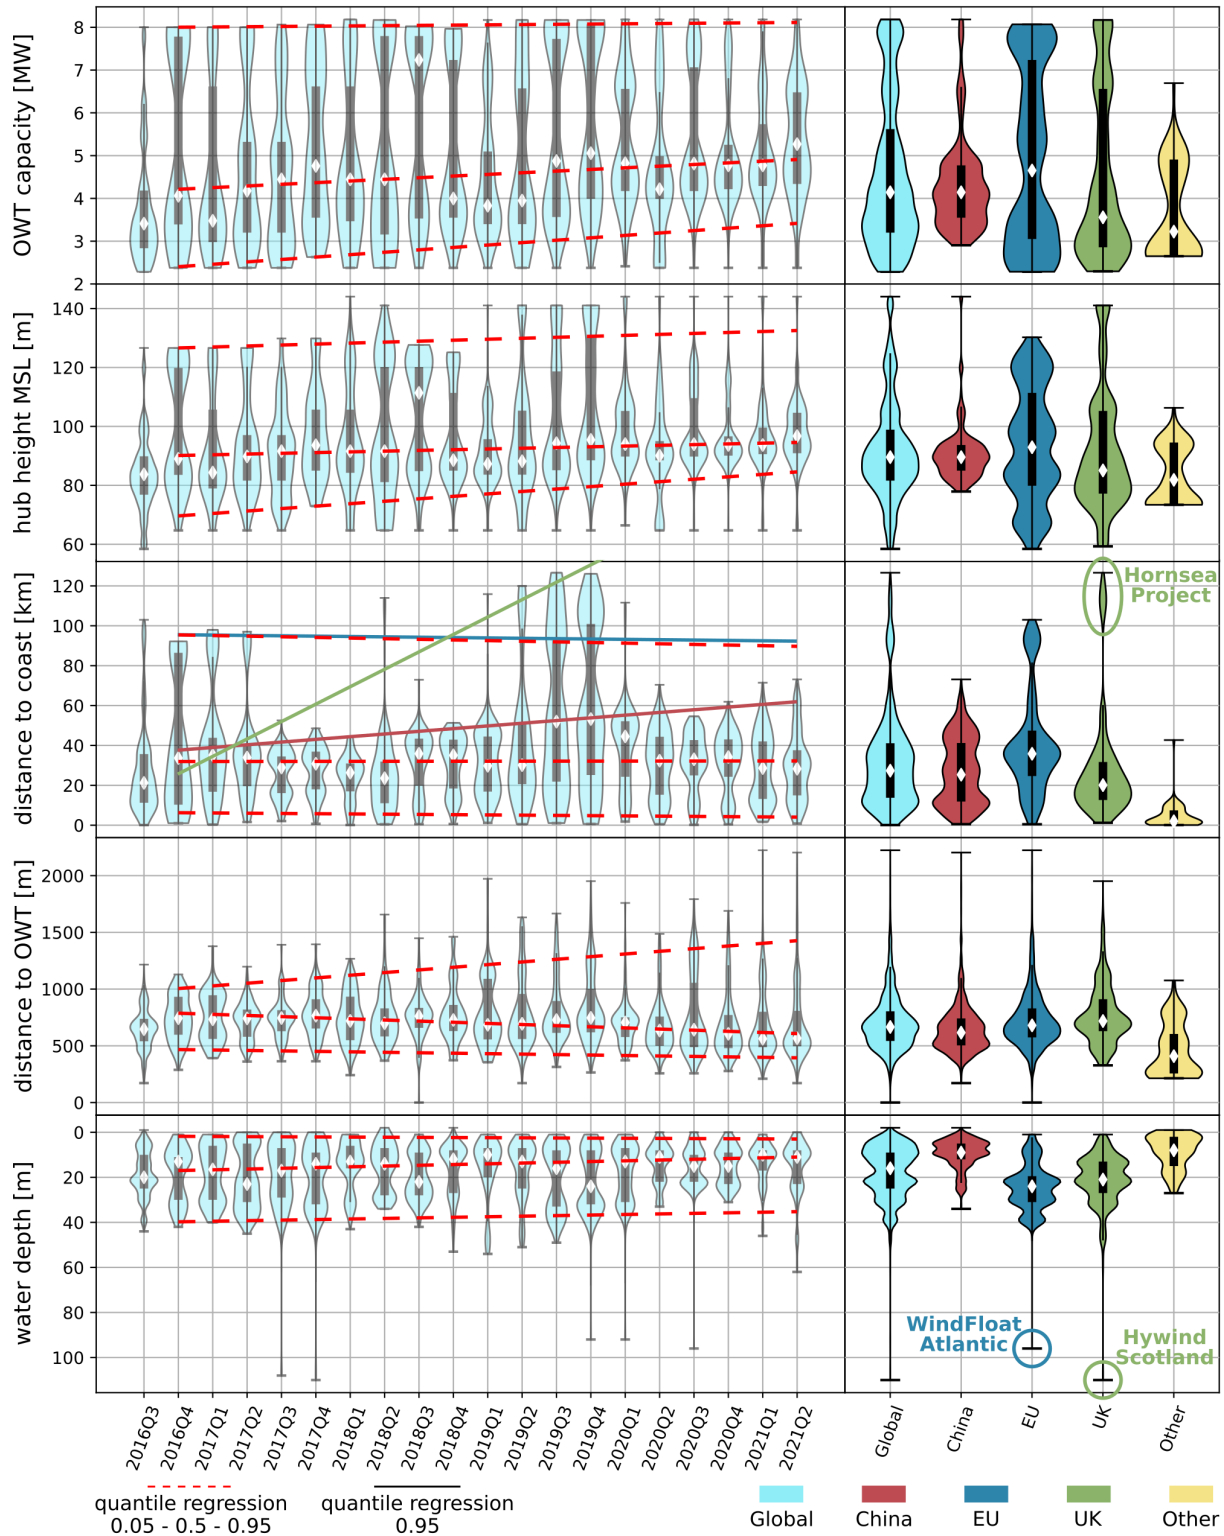 OWT capacity [MW]
8
7
6
5
4
3
2
hub height MSL [m]
140
120
100
80
60
distance to coast [km]
120
100
80
60
40
20
0
Hornsea
Project
distance to OWT [m]
2000
1500
1000
500
0
water depth [m]
0
20
40
60
80
100
WindFloat
Atlantic
Hywind
Scotland
2016Q3
2016Q4
2017Q1
2017Q2
2017Q3
2017Q4
2018Q1
2018Q2
2018Q3
2018Q4
2019Q1
2019Q2
2019Q3
2019Q4
2020Q1
2020Q2
2020Q3
2020Q4
2021Q1
2021Q2
Global
China
EU
UK
Other
quantile regression
0.05 - 0.5 - 0.95
quantile regression
0.95
Global
China
EU
UK
Other